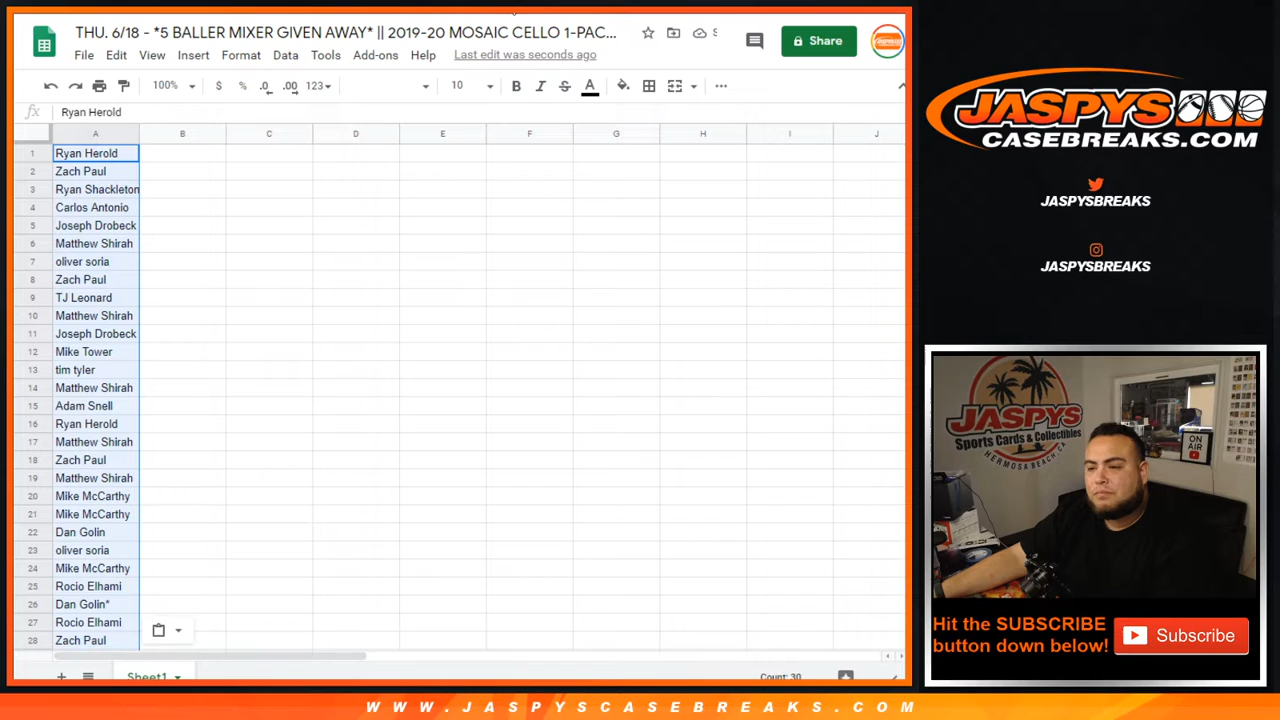 THU. 6/18 - *5 BALLER MIXER GIVEN AWAY* || 2019-20 MOSAIC CELLO 1-PAC...
S
Share
File Edit View Insert Format Data Tools Add-ons Help Last edit was seconds ago
100% $ % .0 .00 123 10 B I S A ...
fx Ryan Herold
A B C D E F G H I J
1 Ryan Herold
2 Zach Paul
3 Ryan Shackleton
4 Carlos Antonio
5 Joseph Drobeck
6 Matthew Shirah
7 oliver soria
8 Zach Paul
9 TJ Leonard
10 Matthew Shirah
11 Joseph Drobeck
12 Mike Tower
13 tim tyler
14 Matthew Shirah
15 Adam Snell
16 Ryan Herold
17 Matthew Shirah
18 Zach Paul
19 Matthew Shirah
20 Mike McCarthy
21 Mike McCarthy
22 Dan Golin
23 oliver soria
24 Mike McCarthy
25 Rocio Elhami
26 Dan Golin*
27 Rocio Elhami
28 Zach Paul
Sheet1
Count: 30
JASPYS
CASEBREAKS.COM
JASPYSBREAKS
JASPYSBREAKS
JASPYS
Sports Cards & Collectibles
HERMOSA BEACH, CA
ON AIR
Hit the SUBSCRIBE
button down below!
Subscribe
WWW.JASPYSCASEBREAKS.COM